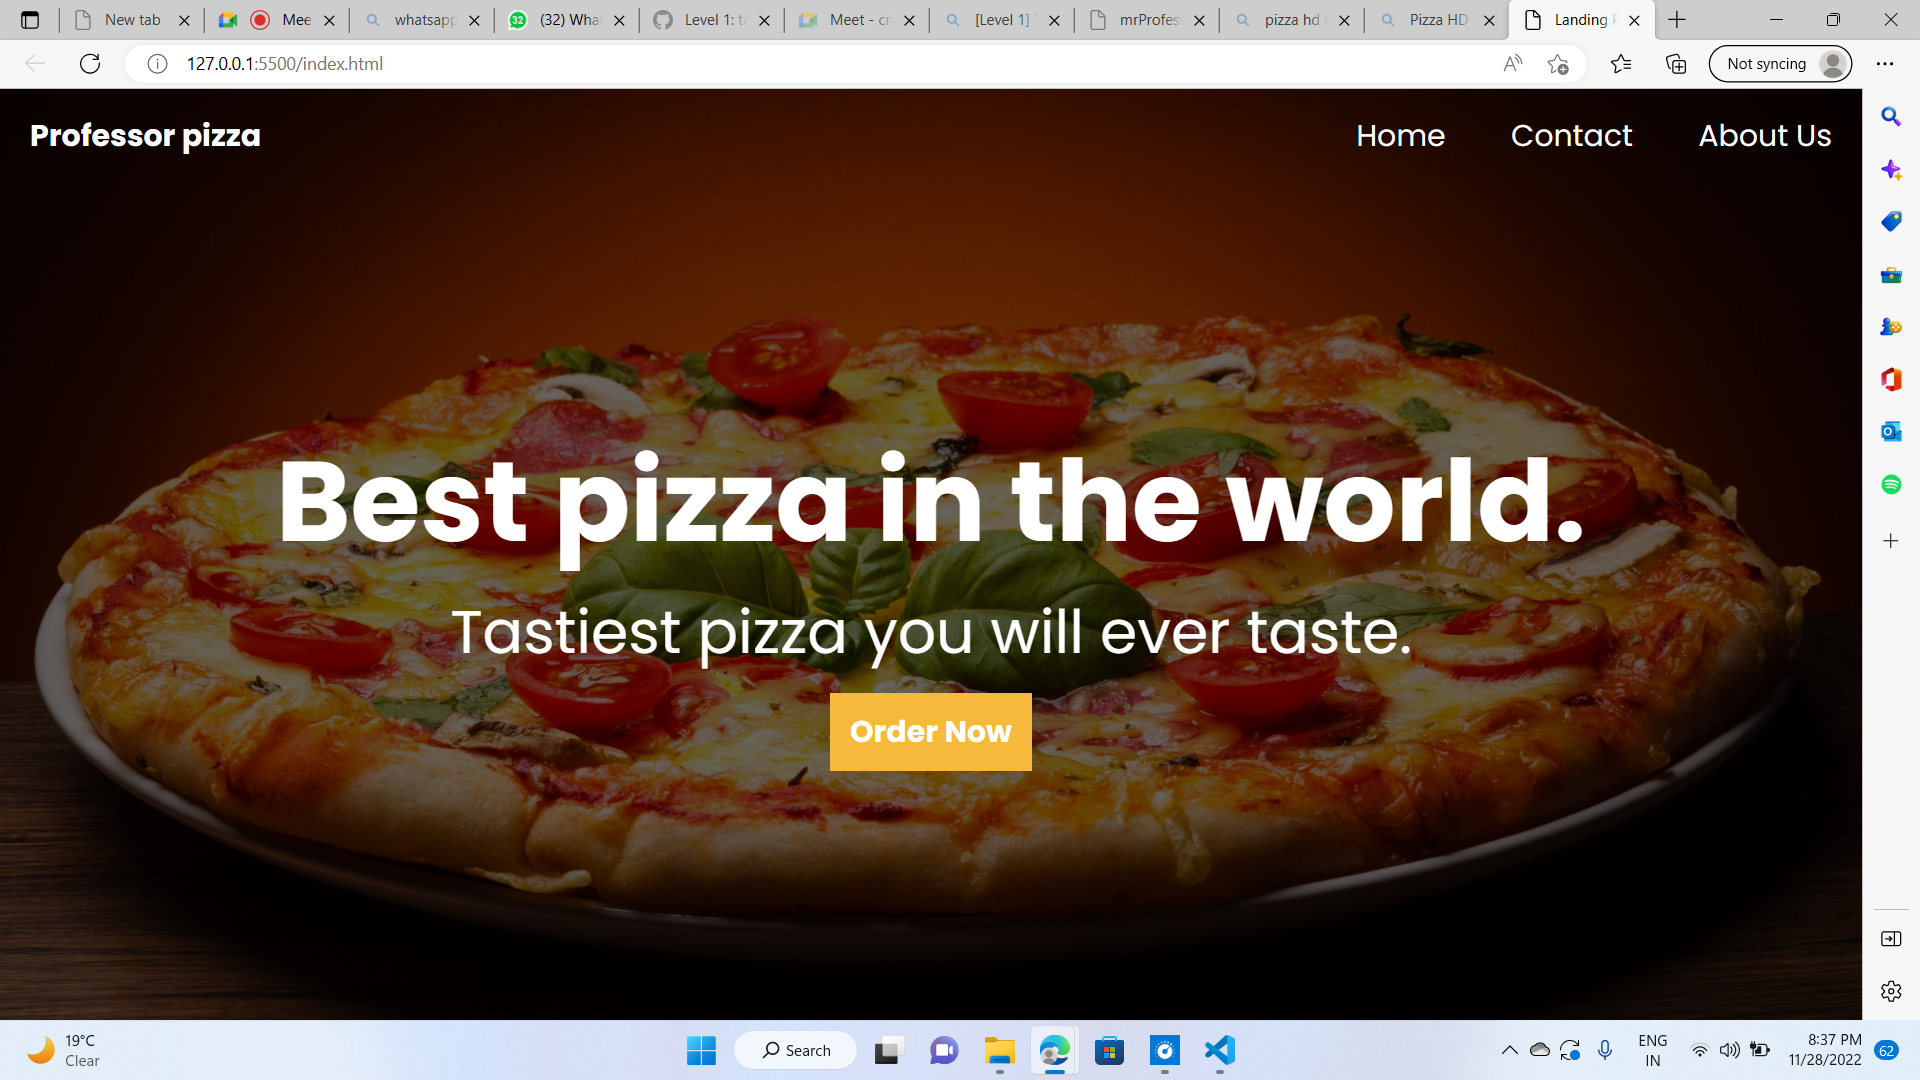 New tab
Mee
whatsapp
(32) Wha
Level 1: ta
Meet - cr
[Level 1] T
mrProfess
pizza hd i
Pizza HD
Landing P
127.0.0.1:5500/index.html
Not syncing
Professor pizza
Home
Contact
About Us
Best pizza in the world.
Tastiest pizza you will ever taste.
Order Now
19°C
Clear
Search
ENG
IN
8:37 PM
11/28/2022
62